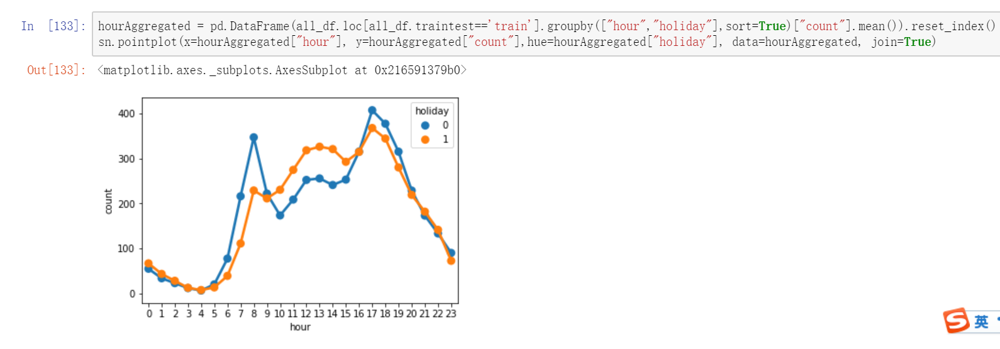 In [133]: hourAggregated = pd.DataFrame(all_df.loc[all_df.traintest=='train'].groupby(["hour","holiday"],sort=True)["count"].mean()).reset_index()
sn.pointplot(x=hourAggregated["hour"], y=hourAggregated["count"],hue=hourAggregated["holiday"], data=hourAggregated, join=True)
Out[133]: <matplotlib.axes._subplots.AxesSubplot at 0x216591379b0>
holiday
0
1
400
300
200
100
0
count
0 1 2 3 4 5 6 7 8 9 10 11 12 13 14 15 16 17 18 19 20 21 22 23
hour
S 英